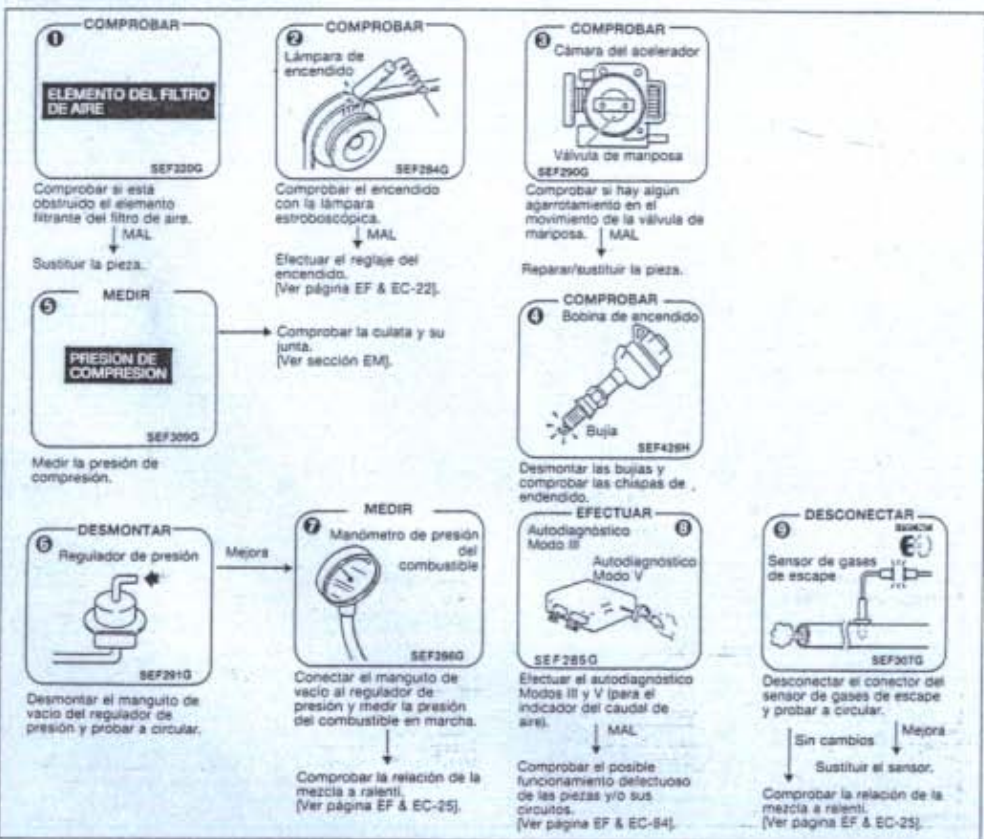 COMPROBAR
1
ELEMENTO DEL FILTRO
DE AIRE
SEF320G
Comprobar si está
obstruido el elemento
filtrante del filtro de aire.
MAL
Sustituir la pieza.
COMPROBAR
2
Lámpara de
encendido
SEF284G
Comprobar el encendido
con la lámpara
estroboscópica.
MAL
Efectuar el reglaje del
encendido.
[Ver página EF & EC-22].
COMPROBAR
3
Cámara del acelerador
Válvula de mariposa
SEF290G
Comprobar si hay algún
agarrotamiento en el
movimiento de la válvula de
mariposa.
MAL
Reparar/sustituir la pieza.
COMPROBAR
4
Bobina de encendido
Bujía
SEF426H
Desmontar las bujías y
comprobar las chispas de
endendido.
MEDIR
5
PRESION DE
COMPRESION
SEF309G
Medir la presión de
compresión.
Comprobar la culata y su
junta.
[Ver sección EM].
DESMONTAR
6
Regulador de presión
SEF291G
Desmontar el manguito de
vacío del regulador de
presión y probar a circular.
Mejora
MEDIR
7
Manómetro de presión
del
combustible
SEF266G
Conectar el manguito de
vacío al regulador de
presión y medir la presión
del combustible en marcha.
Comprobar la relación de la
mezcla a ralentí.
[Ver página EF & EC-25].
EFECTUAR
8
Autodiagnóstico
Modo III
Autodiagnóstico
Modo V
SEF285G
Efectuar el autodiagnóstico
Modos III y V (para el
indicador del caudal de
aire).
MAL
Comprobar el posible
funcionamiento defectuoso
de las piezas y/o sus
circuitos.
[Ver página EF & EC-84].
DESCONECTAR
9
Sensor de gases
de escape
SEF307G
Desconectar el conector del
sensor de gases de escape
y probar a circular.
Sin cambios
Mejora
Sustituir el sensor.
Comprobar la relación de la
mezcla a ralentí.
[Ver página EF & EC-25].